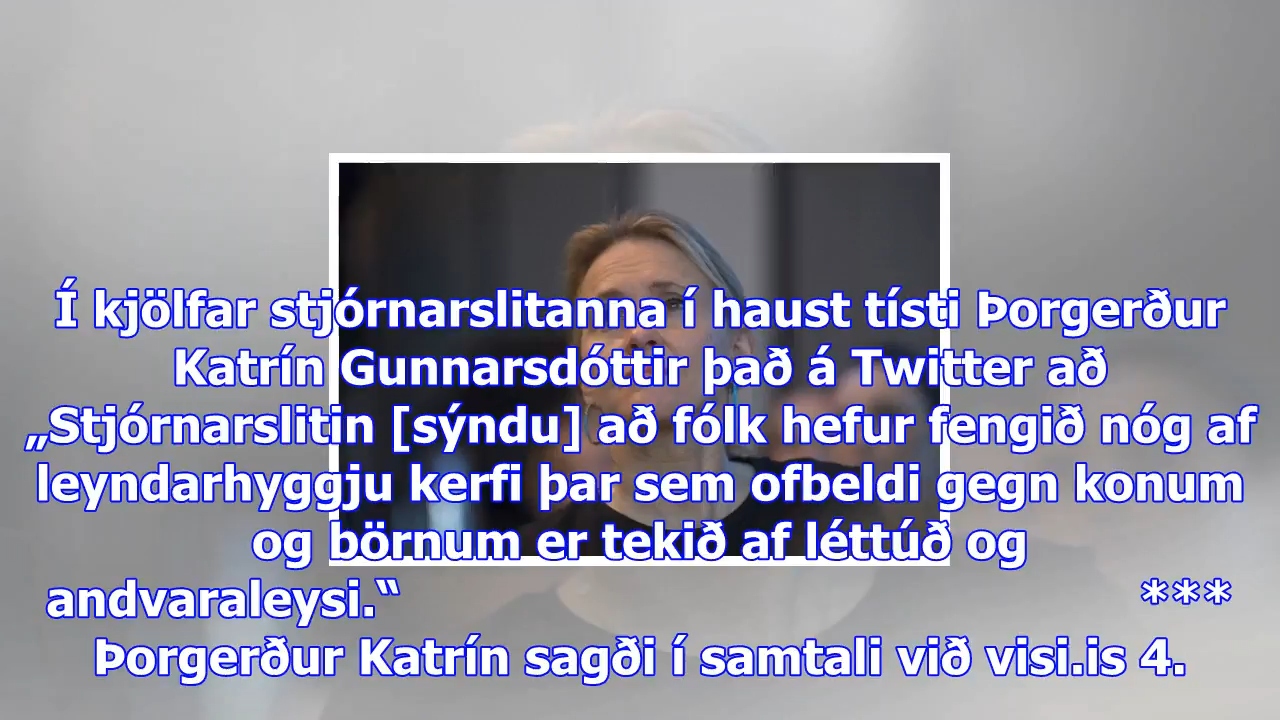 Í kjölfar stjórnarslitanna í haust tísti Þorgerður
Katrín Gunnarsdóttir það á Twitter að
„Stjórnarslitin [sýndu] að fólk hefur fengið nóg af
leyndarhyggju kerfi þar sem ofbeldi gegn konum
og börnum er tekið af léttúð og
andvaraleysi.“ ***
Þorgerður Katrín sagði í samtali við visi.is 4.